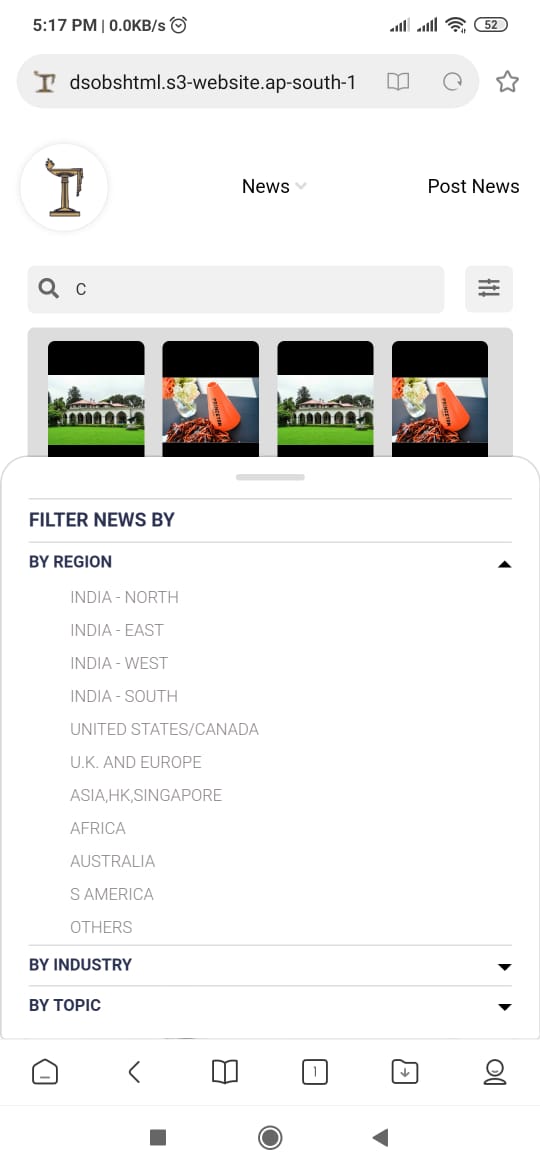 5:17 PM | 0.0KB/s
52
dsobshtml.s3-website.ap-south-1
News
Post News
C
FILTER NEWS BY
BY REGION
INDIA - NORTH
INDIA - EAST
INDIA - WEST
INDIA - SOUTH
UNITED STATES/CANADA
U.K. AND EUROPE
ASIA,HK,SINGAPORE
AFRICA
AUSTRALIA
S AMERICA
OTHERS
BY INDUSTRY
BY TOPIC
1